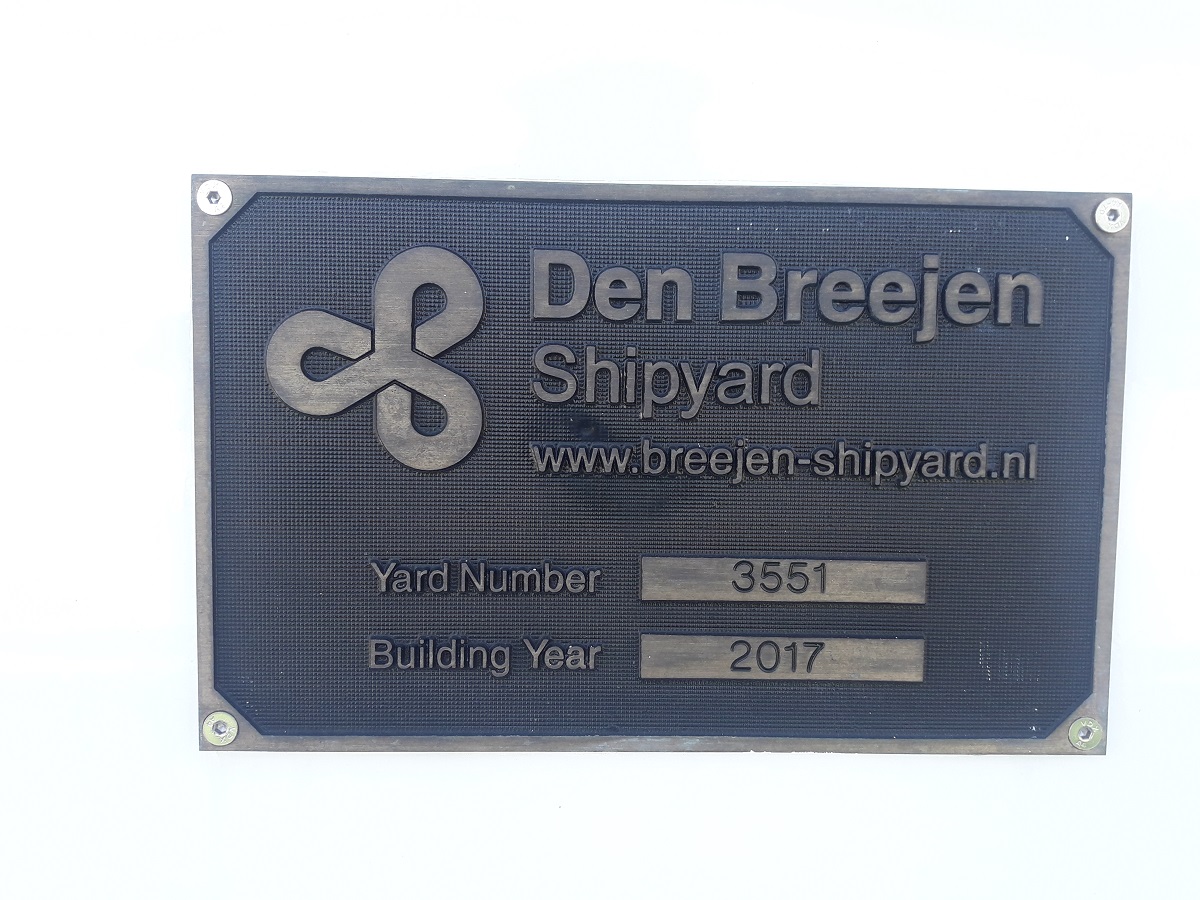 Den Breejen
Shipyard
www.breejen-shipyard.nl
Yard Number 3551
Building Year 2017